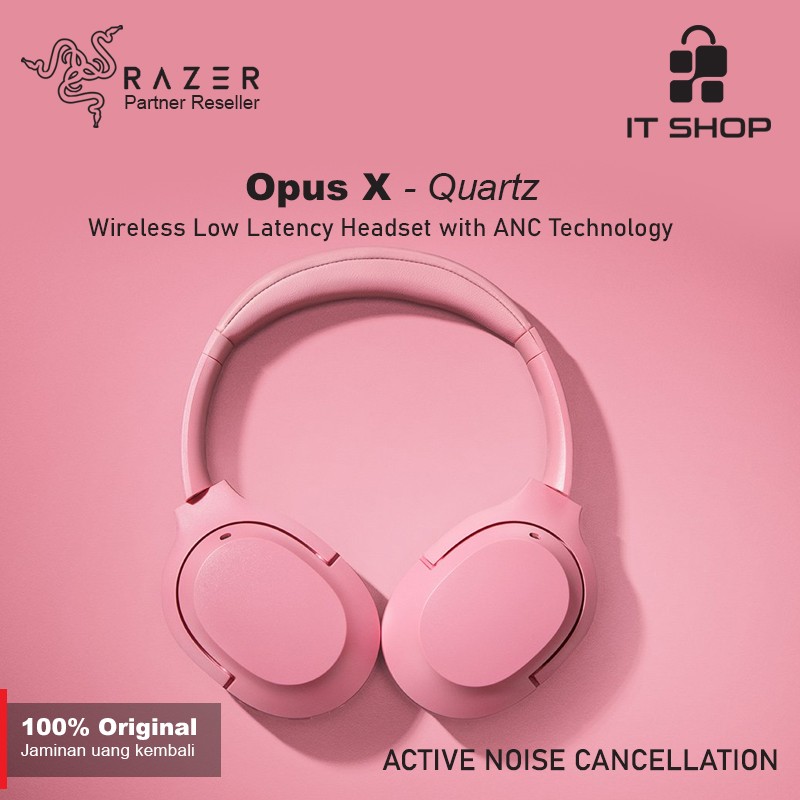 RAZER
Partner Reseller
IT SHOP
Opus X - Quartz
Wireless Low Latency Headset with ANC Technology
100% Original
Jaminan uang kembali
ACTIVE NOISE CANCELLATION